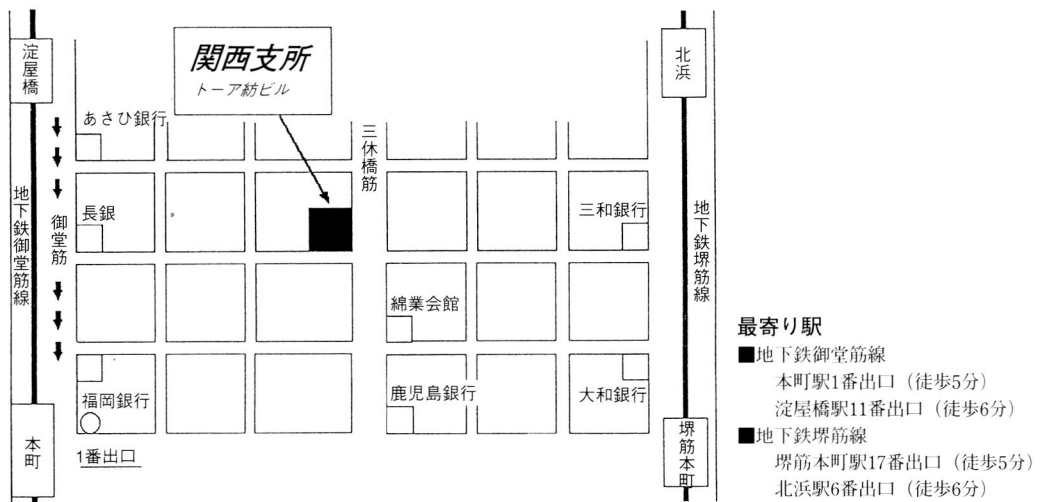 淀屋橋
関西支所
トーア紡ビル
北浜
あさひ銀行
三休橋筋
地下鉄御堂筋線
御堂筋
長銀
三和銀行
地下鉄堺筋線
綿業会館
福岡銀行
鹿児島銀行
大和銀行
本町
1番出口
堺筋本町
最寄り駅
■地下鉄御堂筋線
本町駅1番出口（徒歩5分）
淀屋橋駅11番出口（徒歩6分）
■地下鉄堺筋線
堺筋本町駅17番出口（徒歩5分）
北浜駅6番出口（徒歩6分）